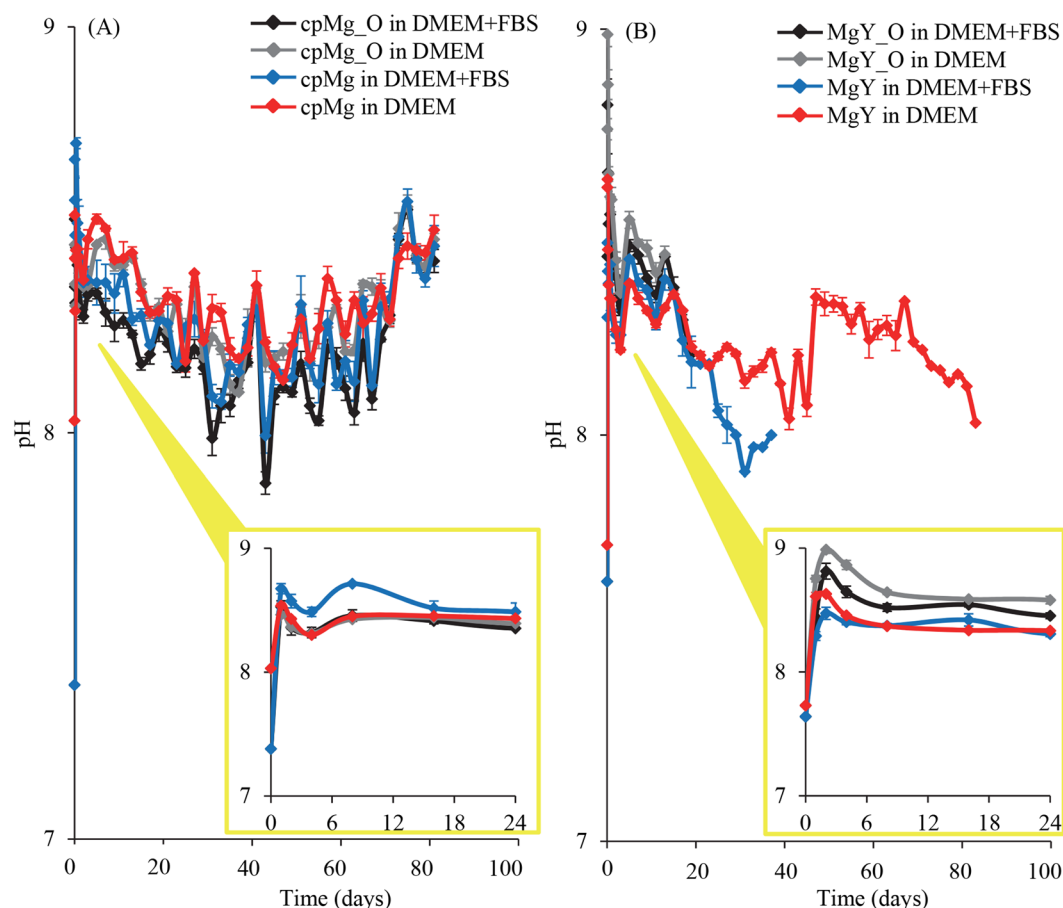 (A)
cpMg_O in DMEM+FBS
cpMg_O in DMEM
cpMg in DMEM+FBS
cpMg in DMEM
9
8
7
pH
0 20 40 60 80 100
Time (days)
9
8
7
0 6 12 18 24
(B)
MgY_O in DMEM+FBS
MgY_O in DMEM
MgY in DMEM+FBS
MgY in DMEM
9
8
7
pH
0 20 40 60 80 100
Time (days)
9
8
7
0 6 12 18 24